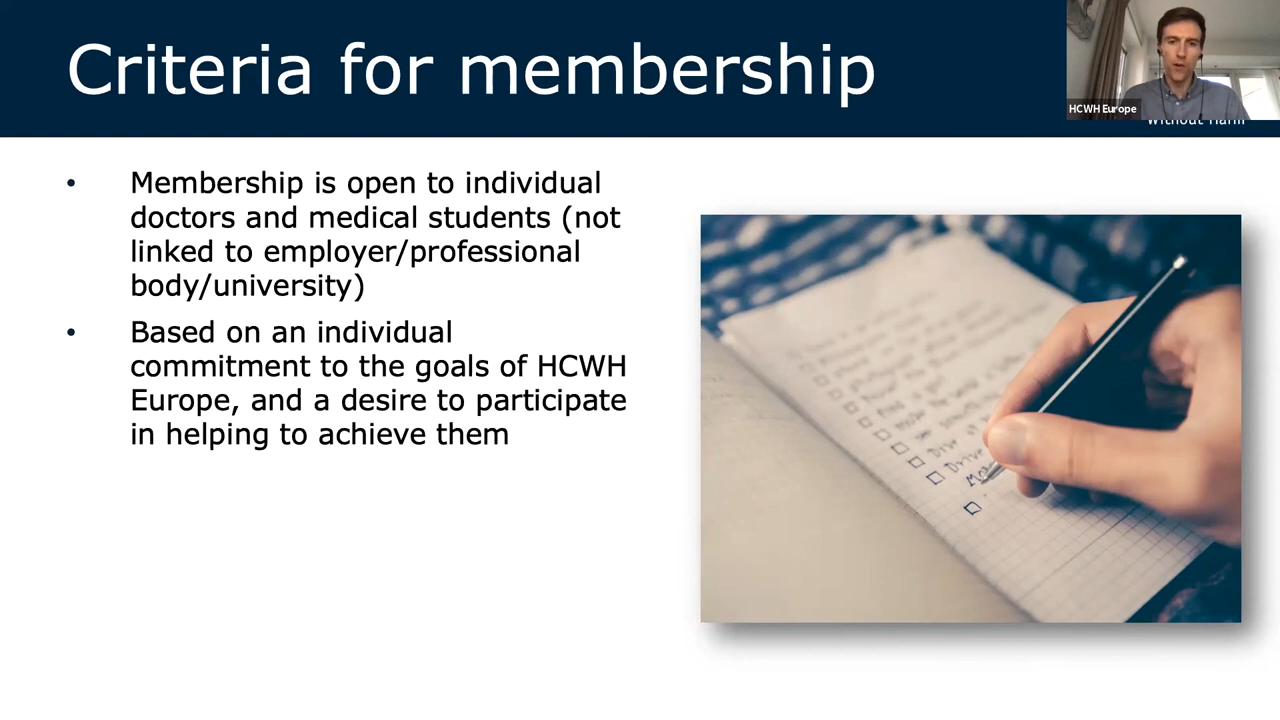 Criteria for membership
HCWH Europe
• Membership is open to individual
doctors and medical students (not
linked to employer/professional
body/university)
• Based on an individual
commitment to the goals of HCWH
Europe, and a desire to participate
in helping to achieve them